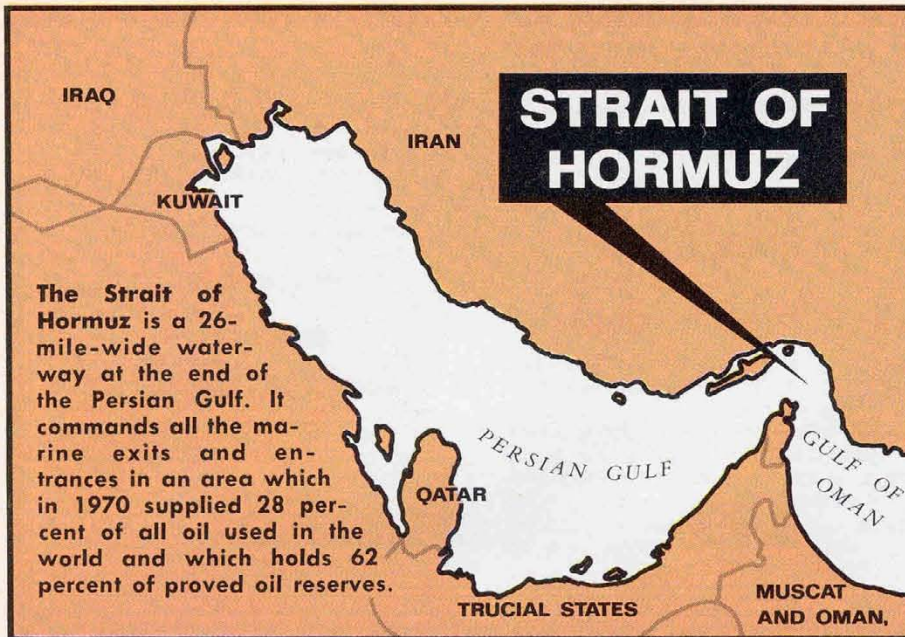 STRAIT OF
HORMUZ
IRAQ
IRAN
KUWAIT
The Strait of
Hormuz is a 26-
mile-wide water-
way at the end of
the Persian Gulf. It
commands all the ma-
rine exits and en-
trances in an area which
in 1970 supplied 28 per-
cent of all oil used in the
world and which holds 62
percent of proved oil reserves.
PERSIAN GULF
QATAR
GULF OF
OMAN
TRUCIAL STATES
MUSCAT
AND OMAN,